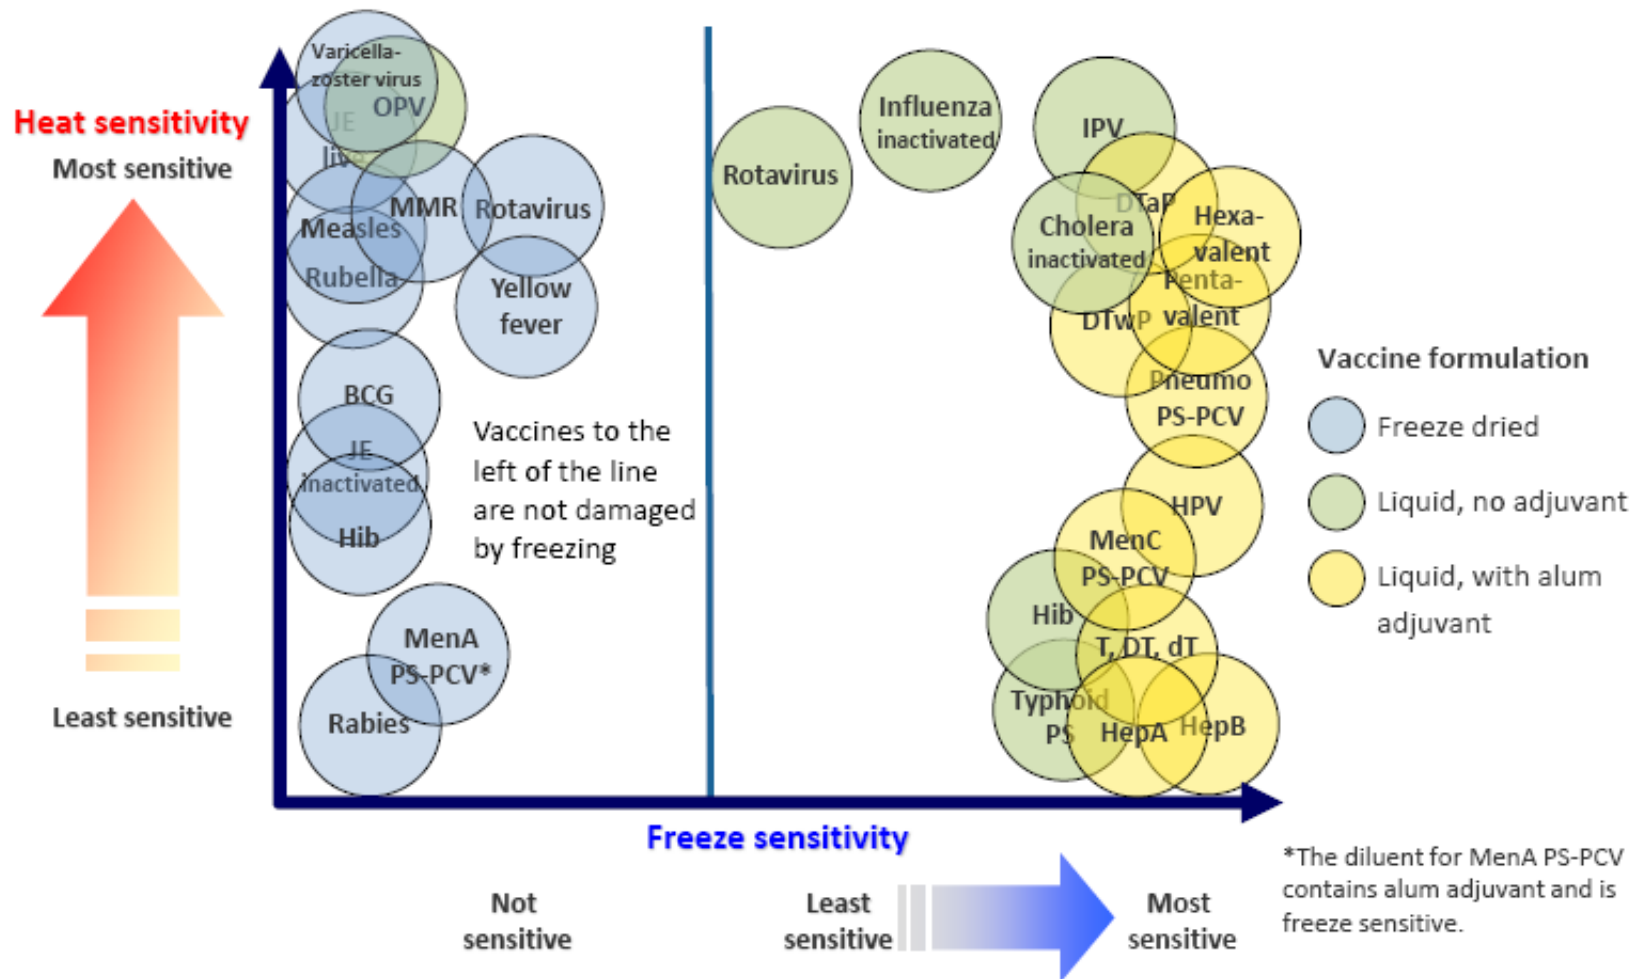 Varicella-
zoster virus
OPV
JE
live
Heat sensitivity
Most sensitive
Least sensitive
MMR
Rotavirus
Measles
Rubella
Yellow
fever
BCG
JE
inactivated
Hib
MenA
PS-PCV*
Rabies
Vaccines to the
left of the line
are not damaged
by freezing
Rotavirus
Influenza
inactivated
IPV
DTaP
Cholera
inactivated
Hexa-
valent
Penta-
valent
DTwP
Pneumo
PS-PCV
HPV
MenC
PS-PCV
Hib
T, DT, dT
Typhoid
PS
HepA
HepB
Vaccine formulation
Freeze dried
Liquid, no adjuvant
Liquid, with alum
adjuvant
Freeze sensitivity
Not
sensitive
Least
sensitive
Most
sensitive
*The diluent for MenA PS-PCV
contains alum adjuvant and is
freeze sensitive.